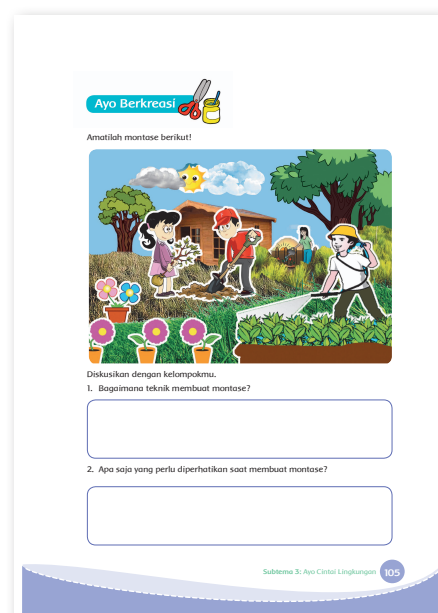 Ayo Berkreasi
Amatilah montase berikut!
Diskusikan dengan kelompokmu.
1. Bagaimana teknik membuat montase?
2. Apa saja yang perlu diperhatikan saat membuat montase?
Subtema 3: Ayo Cintai Lingkungan 105